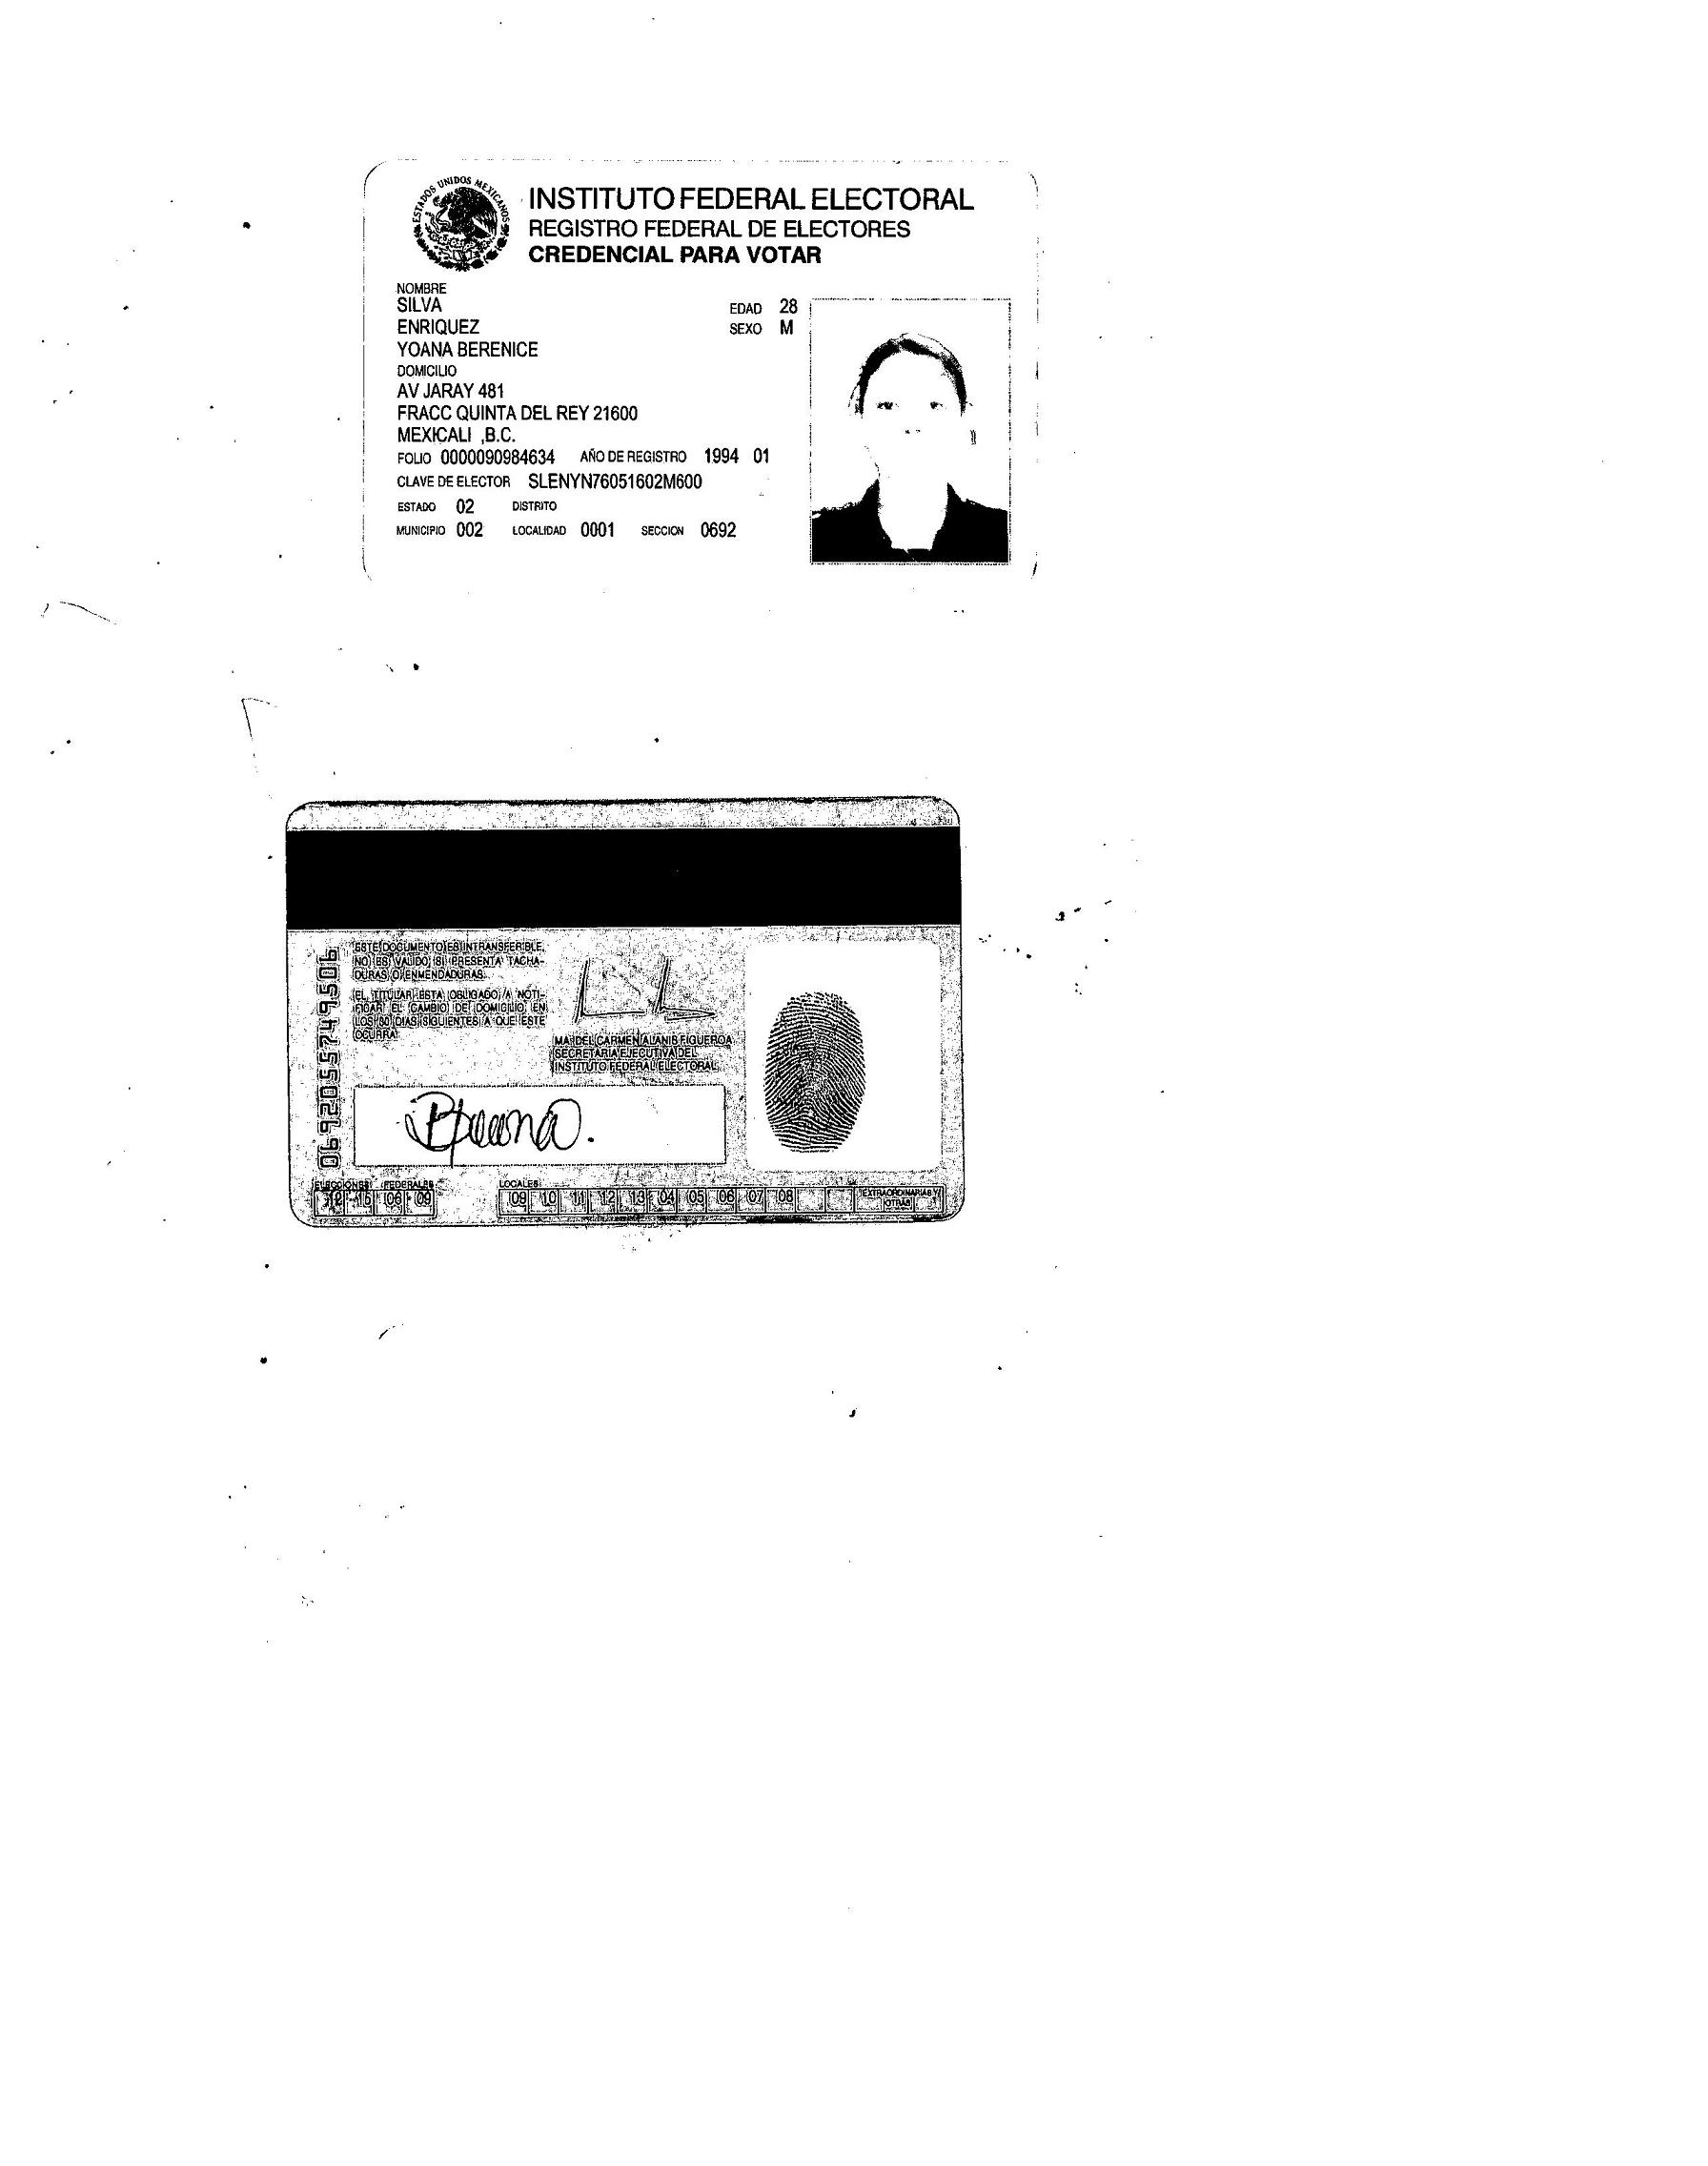 ESTADOS UNIDOS MEXICANOS
INSTITUTO FEDERAL ELECTORAL
REGISTRO FEDERAL DE ELECTORES
CREDENCIAL PARA VOTAR
NOMBRE
SILVA
EDAD 28
ENRIQUEZ
SEXO M
YOANA BERENICE
DOMICILIO
AV JARAY 481
FRACC QUINTA DEL REY 21600
MEXICALI ,B.C.
FOLIO 0000090984634 AÑO DE REGISTRO 1994 01
CLAVE DE ELECTOR SLENYN76051602M600
ESTADO 02 DISTRITO
MUNICIPIO 002 LOCALIDAD 0001 SECCION 0692
0692055749506
ESTE DOCUMENTO ES INTRANSFERIBLE.
NO ES VALIDO SI PRESENTA TACHA-
DURAS O ENMENDADURAS.
EL TITULAR ESTA OBLIGADO A NOTI-
FICAR EL CAMBIO DE DOMICILIO EN
LOS 30 DIAS SIGUIENTES A QUE ESTE
OCURRA.
MA DEL CARMEN ALANIS FIGUEROA
SECRETARIA EJECUTIVA DEL
INSTITUTO FEDERAL ELECTORAL
ELECCIONES FEDERALES
12 15 06 09
LOCALES
09 10 11 12 13 04 05 06 07 08
EXTRAORDINARIAS Y
OTRAS